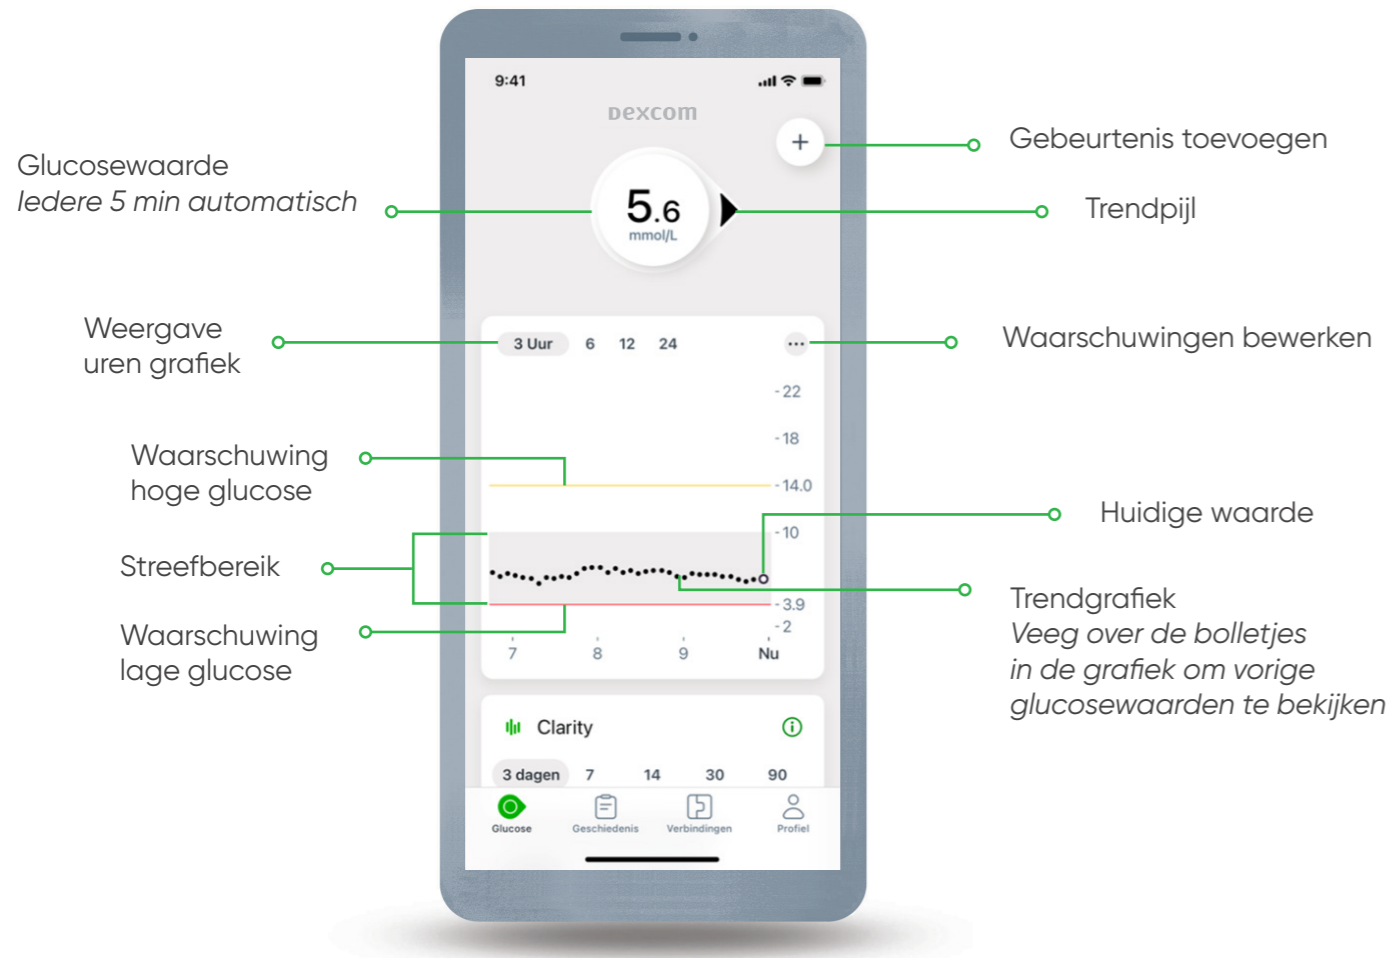 9:41
Dexcom
Gebeurtenis toevoegen
+
Glucosewaarde
Iedere 5 min automatisch
5.6
mmol/L
Trendpijl
Weergave
uren grafiek
3 Uur 6 12 24
Waarschuwingen bewerken
22
18
Waarschuwing
hoge glucose
14.0
Huidige waarde
10
Streefbereik
Trendgrafiek
Veeg over de bolletjes
in de grafiek om vorige
glucosewaarden te bekijken
3.9
2
Waarschuwing
lage glucose
7 8 9 Nu
Clarity
3 dagen 7 14 30 90
Glucose Geschiedenis Verbindingen Profiel